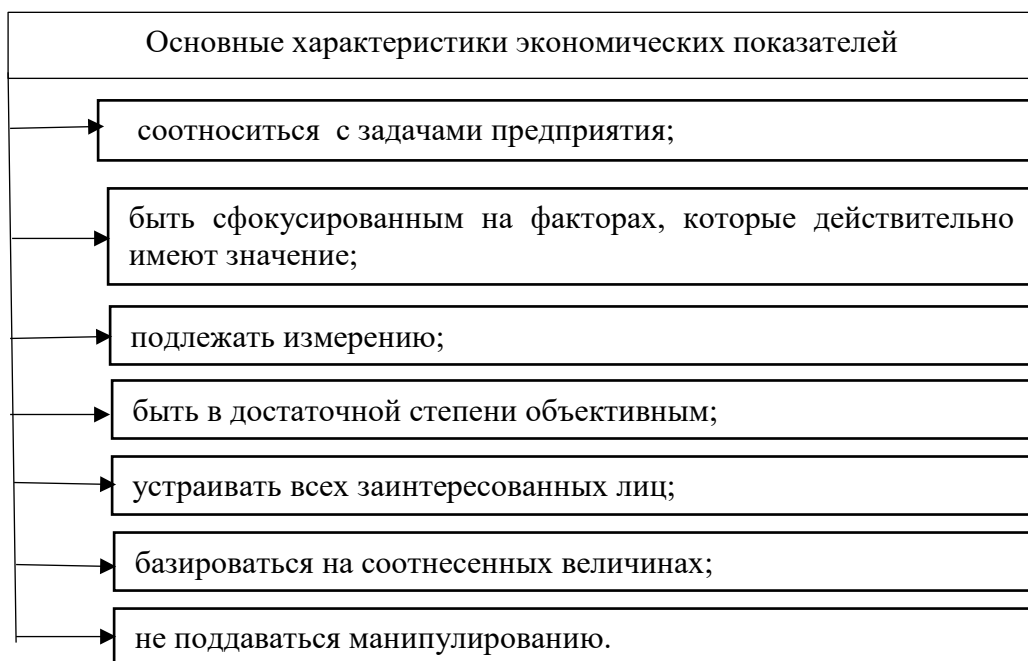 Основные характеристики экономических показателей
соотноситься с задачами предприятия;
быть сфокусированным на факторах, которые действительно
имеют значение;
подлежать измерению;
быть в достаточной степени объективным;
устраивать всех заинтересованных лиц;
базироваться на соотнесенных величинах;
не поддаваться манипулированию.